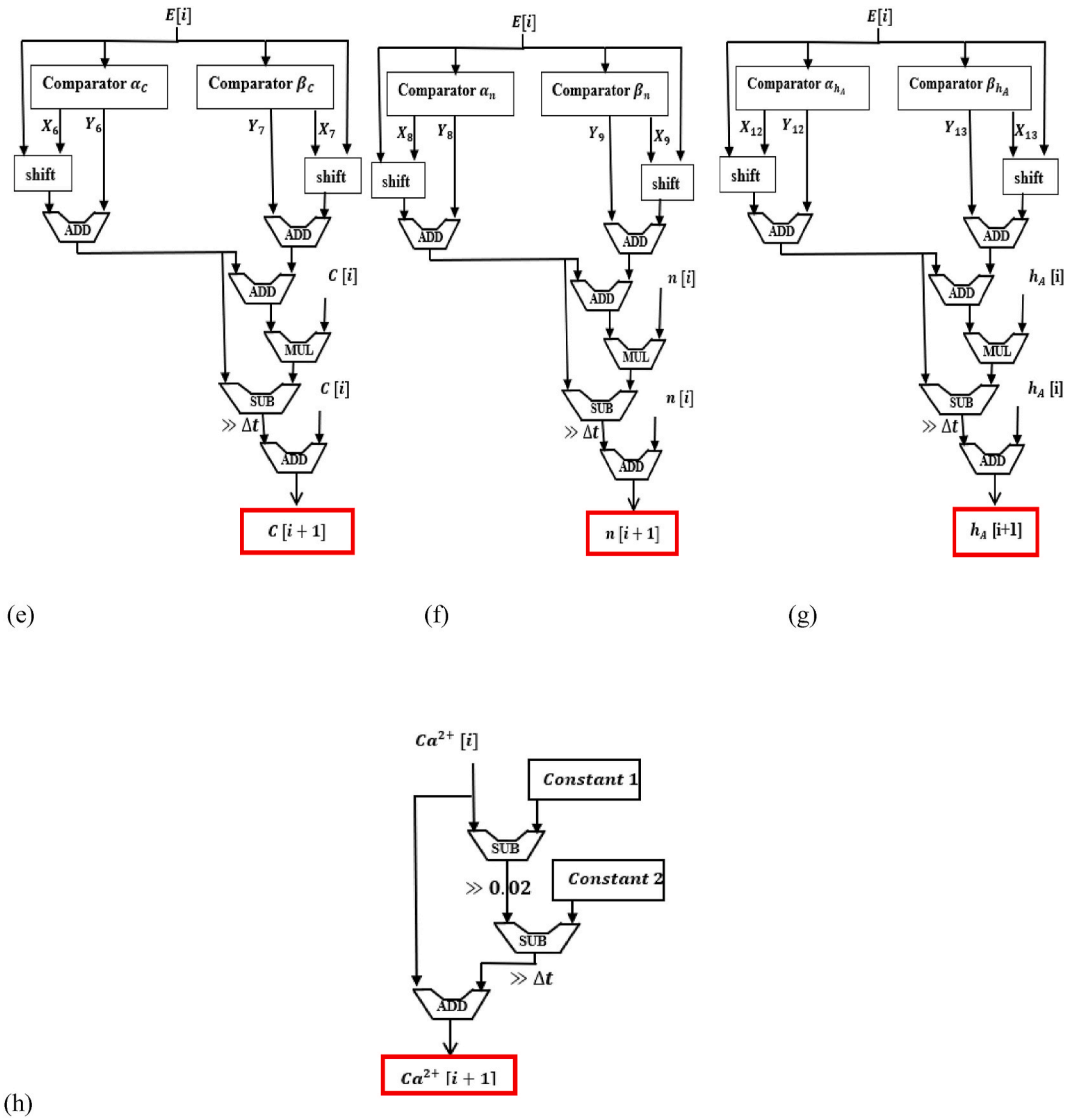 E[i]
Comparator α_C
Comparator β_C
X_6
Y_6
Y_7
X_7
shift
shift
ADD
ADD
C [i]
ADD
MUL
C [i]
SUB
≫ Δt
ADD
C [i + 1]
(e)
E[i]
Comparator α_n
Comparator β_n
X_8
Y_8
Y_9
X_9
shift
shift
ADD
ADD
n [i]
ADD
MUL
n [i]
SUB
≫ Δt
ADD
n [i + 1]
(f)
E[i]
Comparator α_{h_A}
Comparator β_{h_A}
X_12
Y_12
Y_13
X_13
shift
shift
ADD
ADD
h_A [i]
ADD
MUL
h_A [i]
SUB
≫ Δt
ADD
h_A [i+1]
(g)
Ca^{2+} [i]
Constant 1
SUB
≫ 0.02
Constant 2
SUB
≫ Δt
ADD
Ca^{2+} [i + 1]
(h)